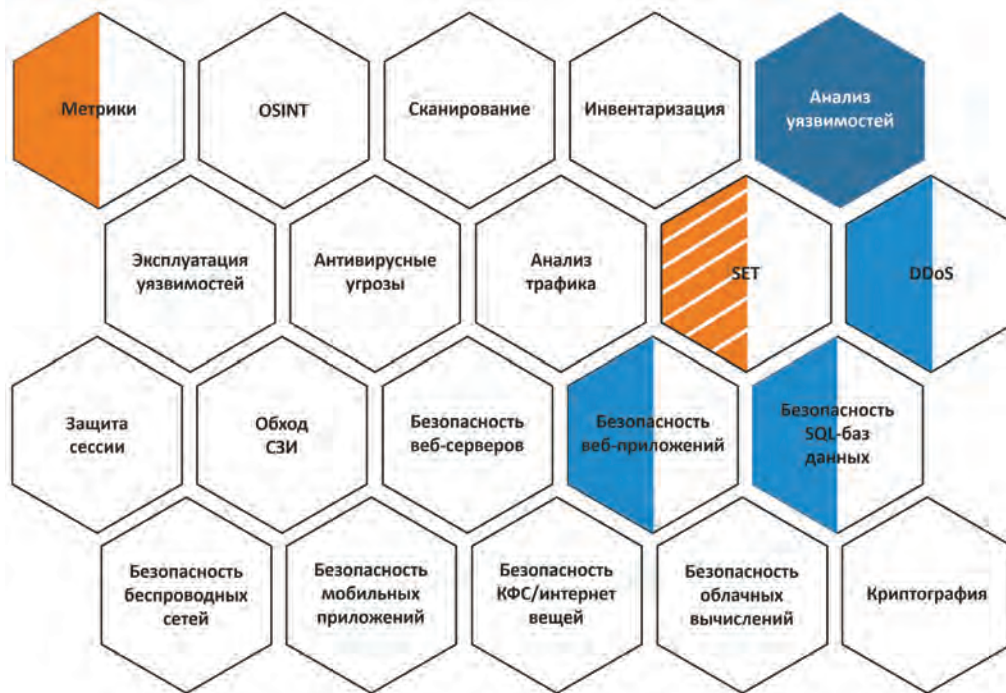 Метрики
OSINT
Сканирование
Инвентаризация
Анализ
уязвимостей
Эксплуатация
уязвимостей
Антивирусные
угрозы
Анализ
трафика
SET
DDoS
Защита
сессии
Обход
СЗИ
Безопасность
веб-серверов
Безопасность
веб-приложений
Безопасность
SQL-баз
данных
Безопасность
беспроводных
сетей
Безопасность
мобильных
приложений
Безопасность
КФС/интернет
вещей
Безопасность
облачных
вычислений
Криптография